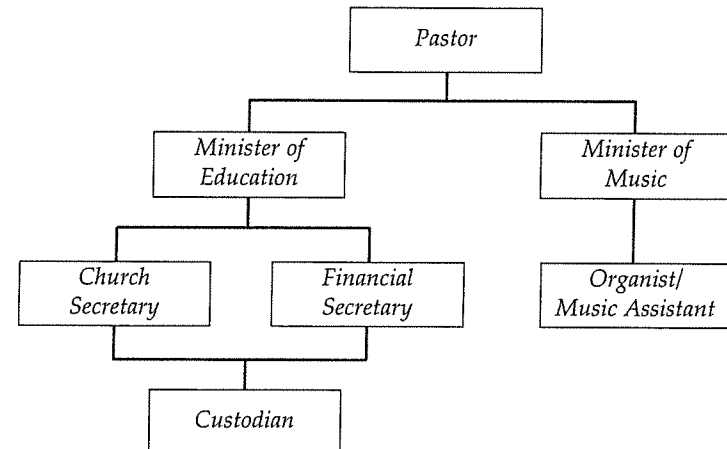 Pastor
Minister of
Education
Minister of
Music
Church
Secretary
Financial
Secretary
Organist/
Music Assistant
Custodian